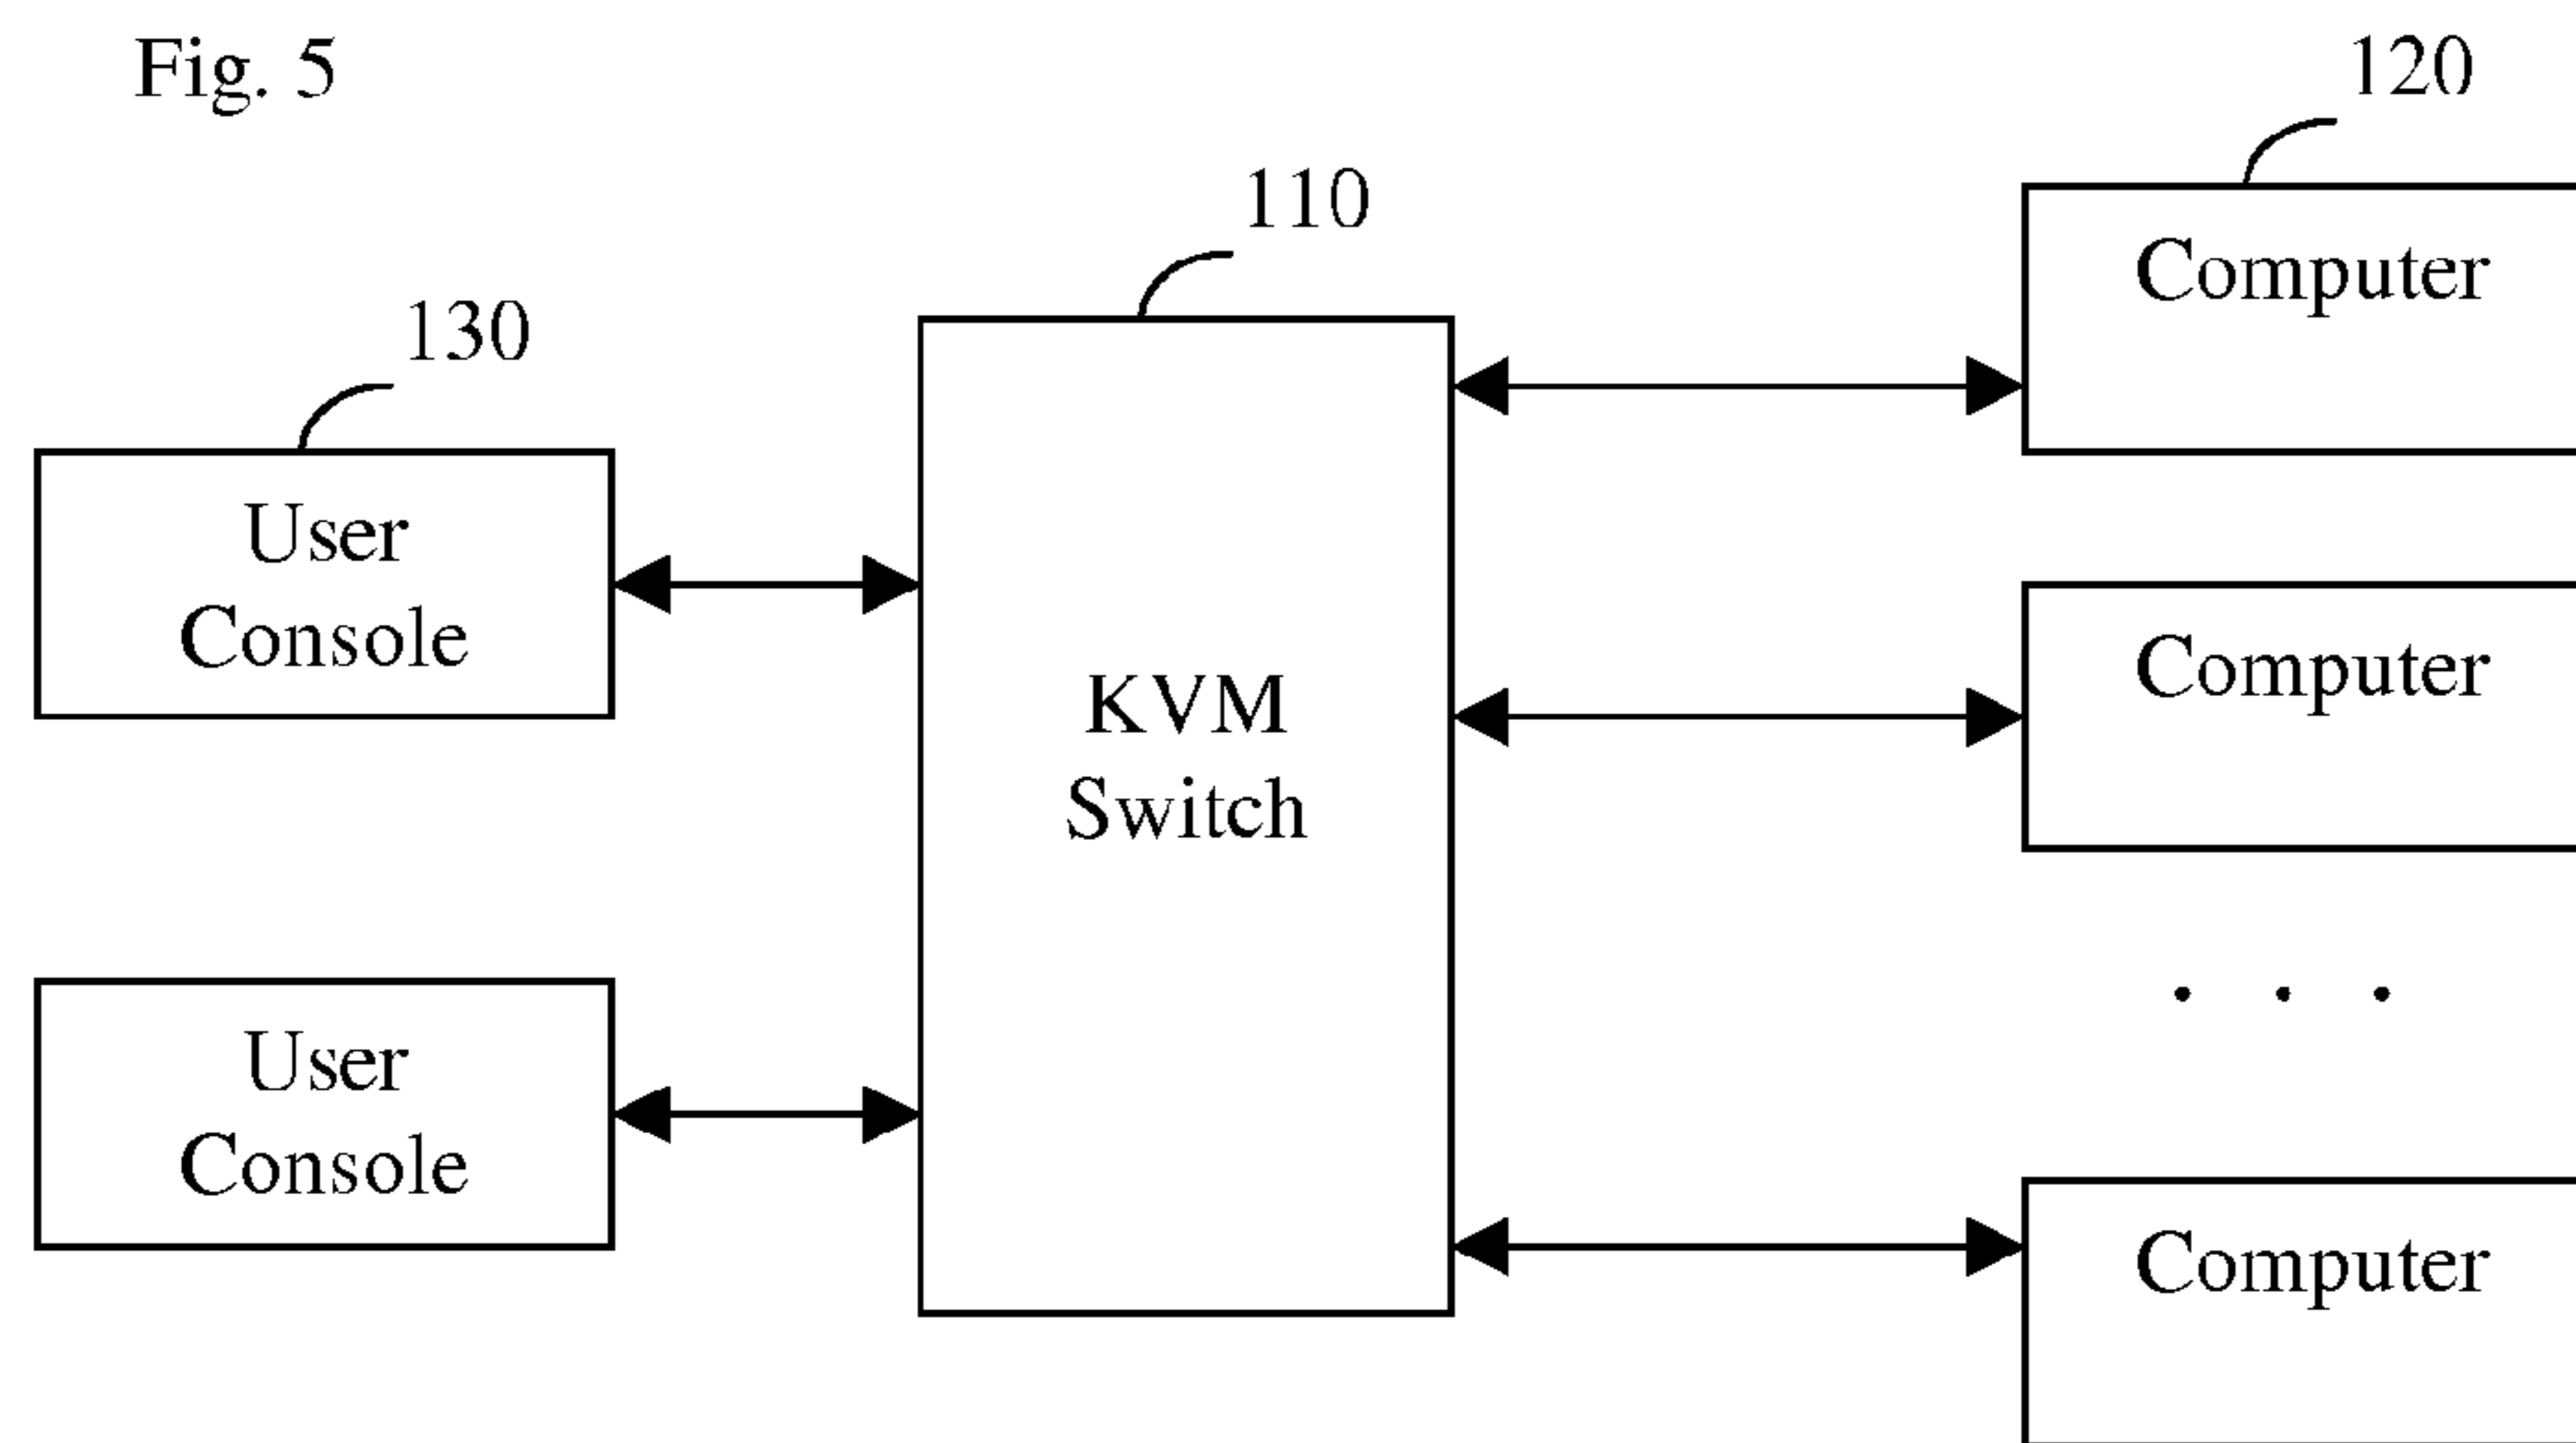 Fig. 5
120
110
130
Computer
User
Console
KVM
Switch
Computer
User
Console
Computer